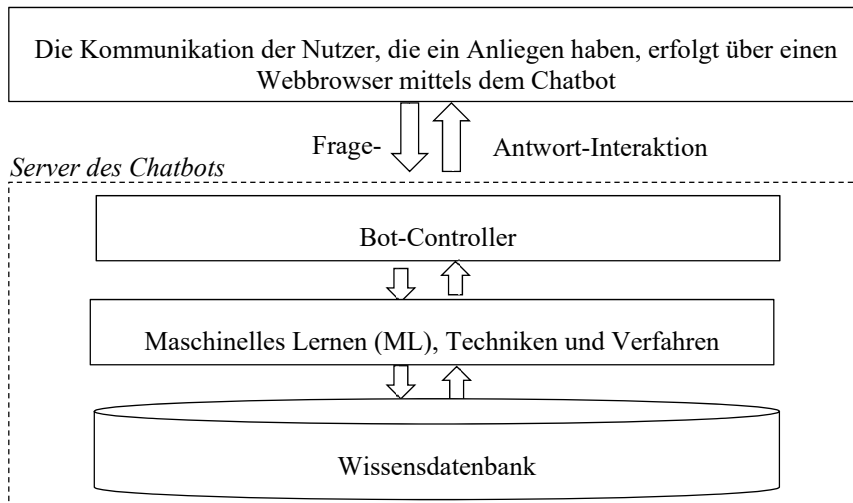 Die Kommunikation der Nutzer, die ein Anliegen haben, erfolgt über einen
Webbrowser mittels dem Chatbot
Frage- Antwort-Interaktion
Server des Chatbots
Bot-Controller
Maschinelles Lernen (ML), Techniken und Verfahren
Wissensdatenbank